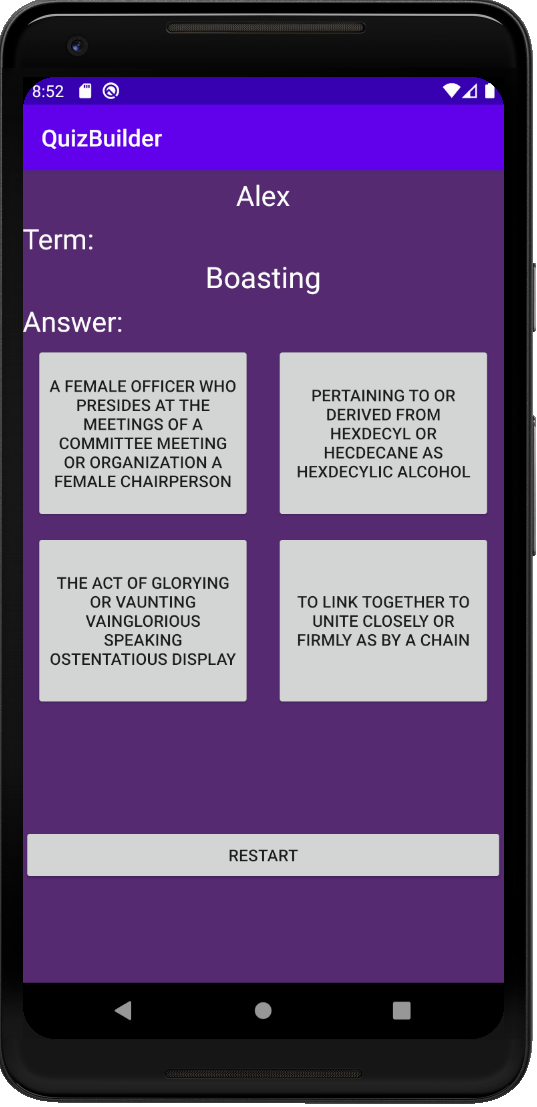 8:52
QuizBuilder
Alex
Term:
Boasting
Answer:
A FEMALE OFFICER WHO
PRESIDES AT THE
MEETINGS OF A
COMMITTEE MEETING
OR ORGANIZATION A
FEMALE CHAIRPERSON
PERTAINING TO OR
DERIVED FROM
HEXDECYL OR
HECDECANE AS
HEXDECYLIC ALCOHOL
THE ACT OF GLORYING
OR VAUNTING
VAINGLORIOUS
SPEAKING
OSTENTATIOUS DISPLAY
TO LINK TOGETHER TO
UNITE CLOSELY OR
FIRMLY AS BY A CHAIN
RESTART